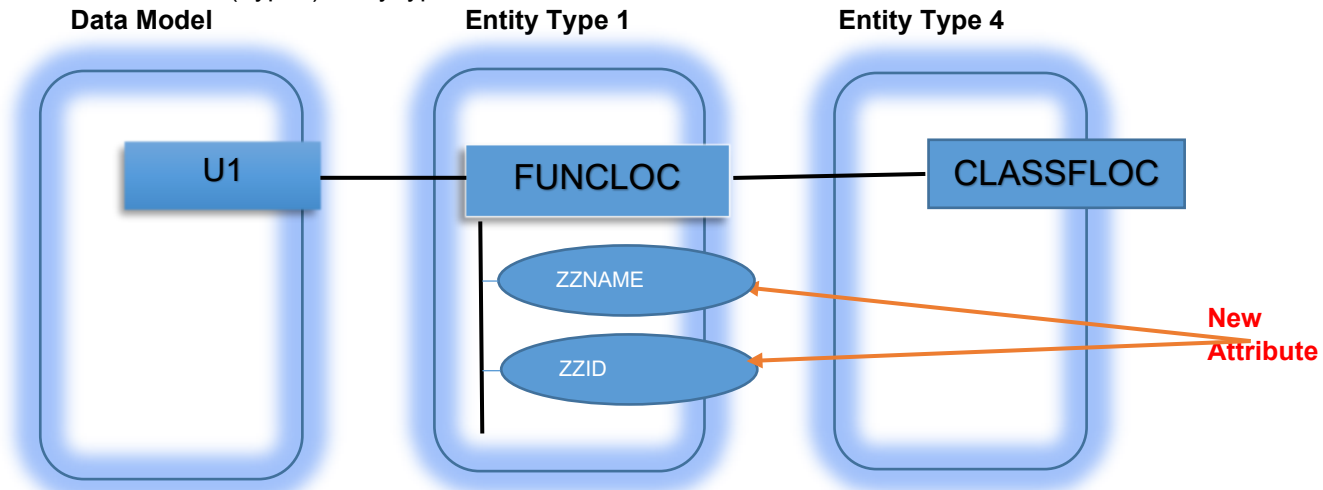 Data Model
Entity Type 1
Entity Type 4
U1
FUNCLOC
CLASSFLOC
ZZNAME
ZZID
New
Attribute